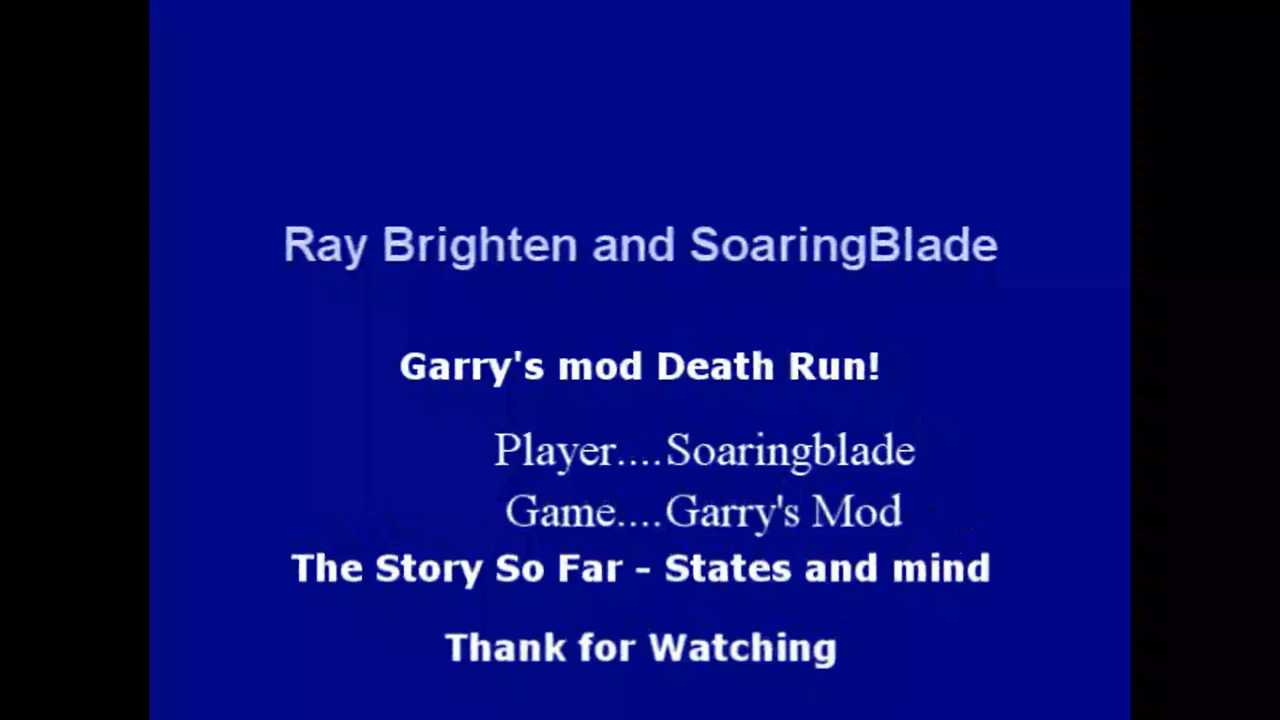 Ray Brighten and SoaringBlade
Garry's mod Death Run!
Player....Soaringblade
Game....Garry's Mod
The Story So Far - States and mind
Thank for Watching